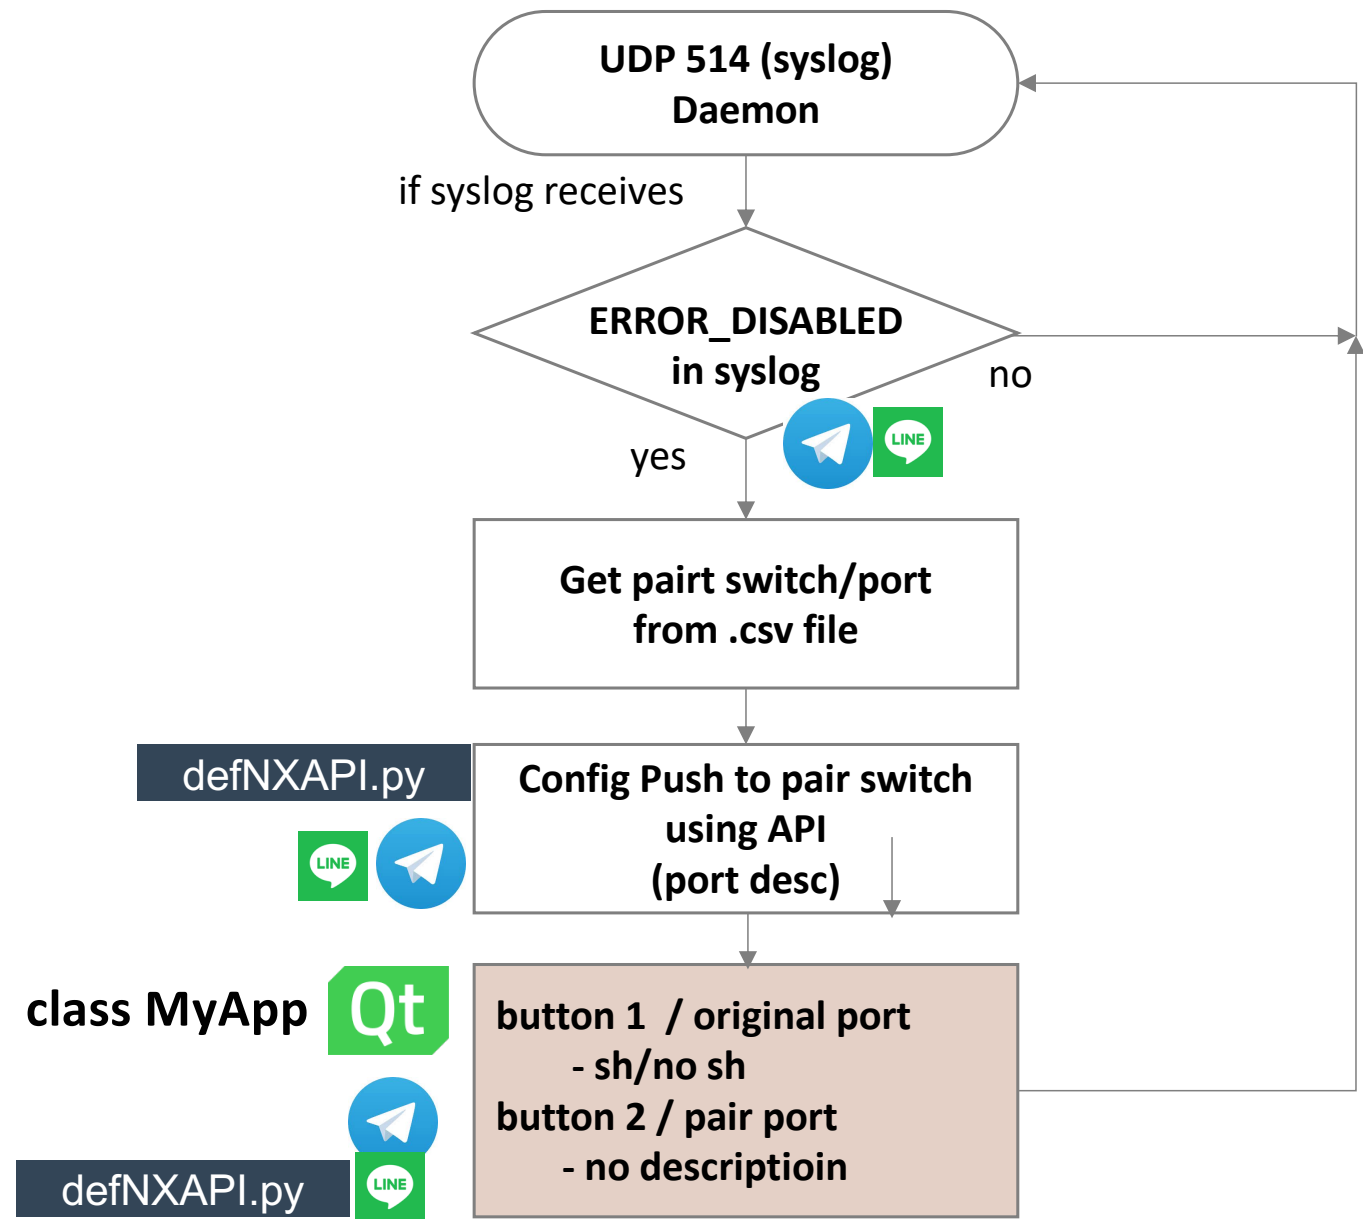 UDP 514 (syslog)
Daemon
if syslog receives
ERROR_DISABLED
in syslog
no
LINE
yes
Get pairt switch/port
from .csv file
defNXAPI.py
Config Push to pair switch
using API
(port desc)
LINE
class MyApp
Qt
button 1 / original port
- sh/no sh
button 2 / pair port
- no descriptioin
defNXAPI.py
LINE